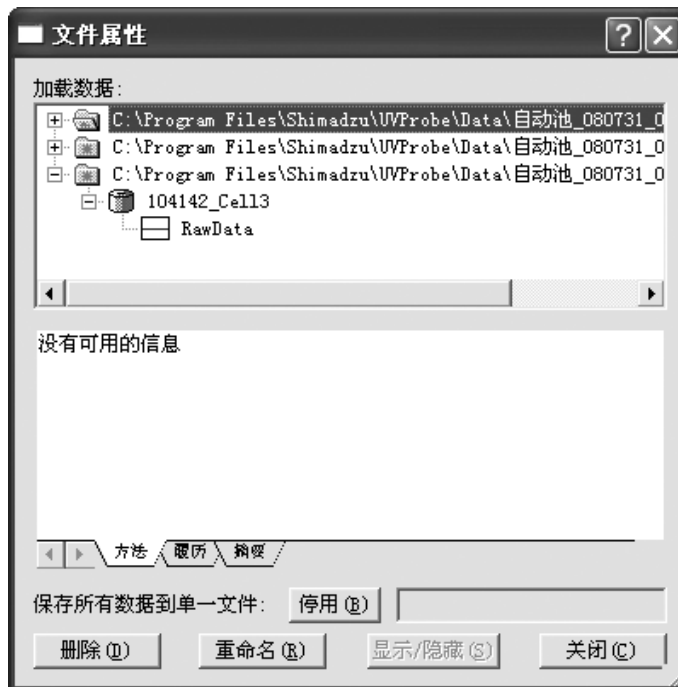 文件属性
加载数据:
C:\Program Files\Shimadzu\UVProbe\Data\自动池_080731_0
C:\Program Files\Shimadzu\UVProbe\Data\自动池_080731_0
C:\Program Files\Shimadzu\UVProbe\Data\自动池_080731_0
104142_Cell3
RawData
没有可用的信息
方法 履历 摘要
保存所有数据到单一文件: 停用(B)
删除(D) 重命名(R) 显示/隐藏(S) 关闭(C)